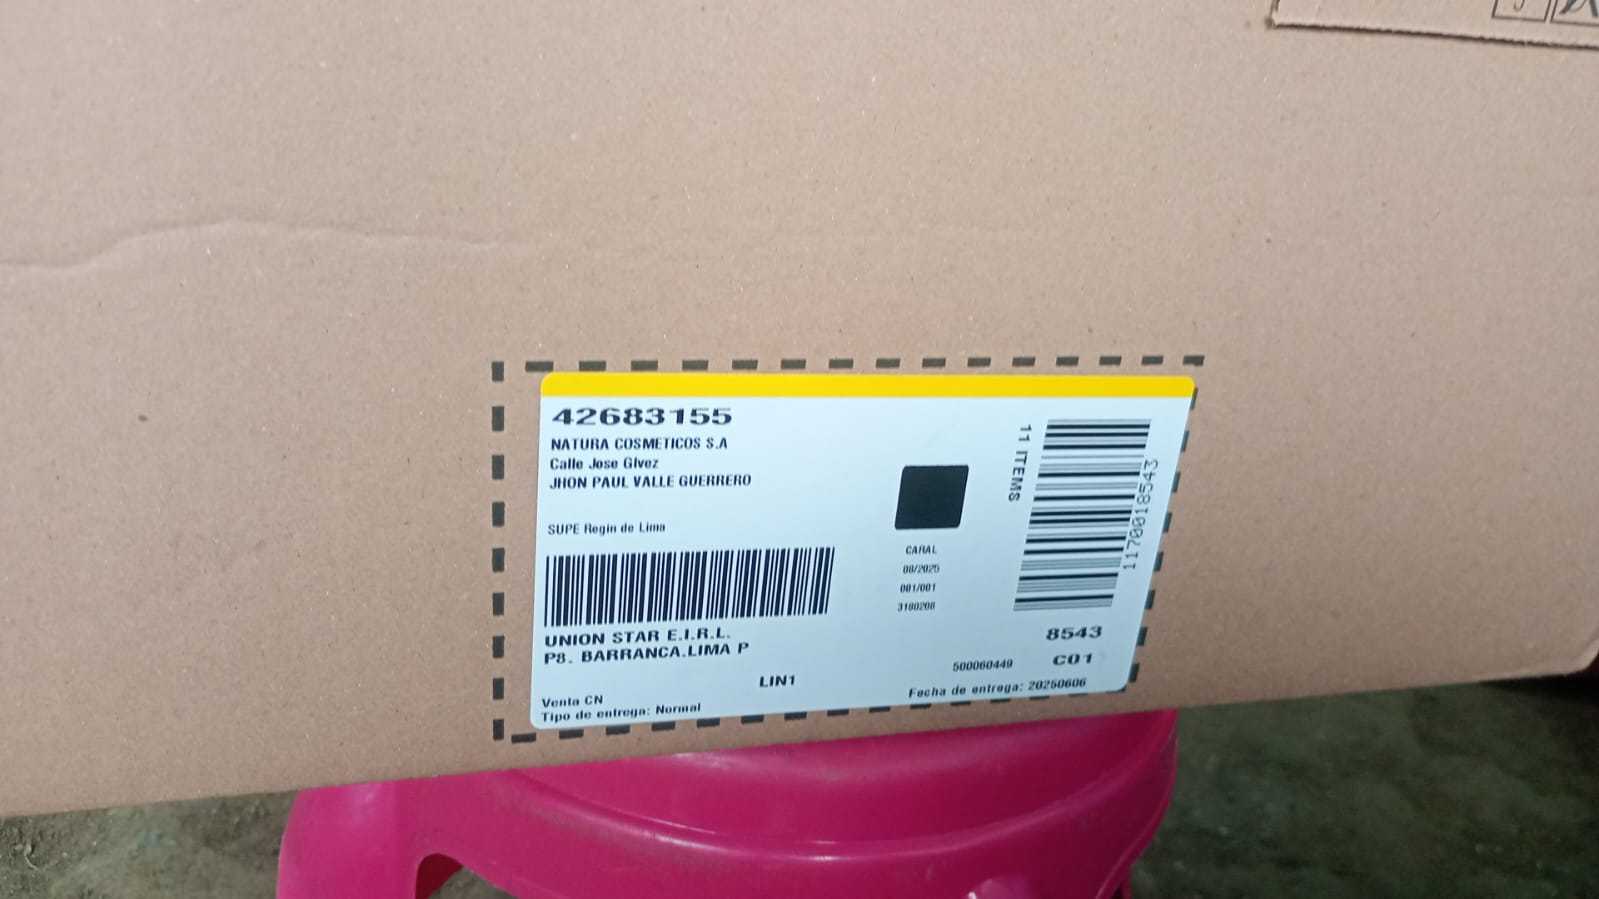 42683155
NATURA COSMETICOS S.A
Calle Jose Glvez
JHON PAUL VALLE GUERRERO
SUPE Regin de Lima
UNION STAR E.I.R.L.
P8. BARRANCA.LIMA P
LIN1
Venta CN
Tipo de entrega: Normal
CARAL
08/2025
001/001
3180208
11 ITEMS
1170018543
8543
500060449 C01
Fecha de entrega: 20250606